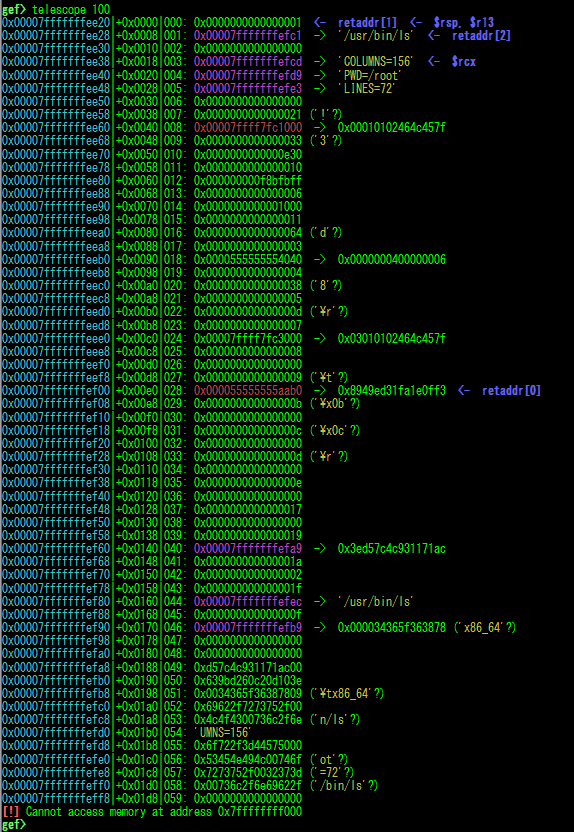 gef> telescope 100
0x00007fffffffee20|+0x0000|000: 0x0000000000000001  <-  retaddr[1]  <-  $rsp, $r13
0x00007fffffffee28|+0x0008|001: 0x00007fffffffefc1  ->  '/usr/bin/ls'  <-  retaddr[2]
0x00007fffffffee30|+0x0010|002: 0x0000000000000000
0x00007fffffffee38|+0x0018|003: 0x00007fffffffefcd  ->  'COLUMNS=156'  <-  $rcx
0x00007fffffffee40|+0x0020|004: 0x00007fffffffefd9  ->  'PWD=/root'
0x00007fffffffee48|+0x0028|005: 0x00007fffffffefe3  ->  'LINES=72'
0x00007fffffffee50|+0x0030|006: 0x0000000000000000
0x00007fffffffee58|+0x0038|007: 0x0000000000000021 ('!'?)
0x00007fffffffee60|+0x0040|008: 0x00007ffff7fc1000  ->  0x00010102464c457f
0x00007fffffffee68|+0x0048|009: 0x0000000000000033 ('3'?)
0x00007fffffffee70|+0x0050|010: 0x0000000000000e30
0x00007fffffffee78|+0x0058|011: 0x0000000000000010
0x00007fffffffee80|+0x0060|012: 0x000000000f8bfbff
0x00007fffffffee88|+0x0068|013: 0x0000000000000006
0x00007fffffffee90|+0x0070|014: 0x0000000000001000
0x00007fffffffee98|+0x0078|015: 0x0000000000000011
0x00007fffffffeea0|+0x0080|016: 0x0000000000000064 ('d'?)
0x00007fffffffeea8|+0x0088|017: 0x0000000000000003
0x00007fffffffeeb0|+0x0090|018: 0x0000555555554040  ->  0x0000000400000006
0x00007fffffffeeb8|+0x0098|019: 0x0000000000000004
0x00007fffffffeec0|+0x00a0|020: 0x0000000000000038 ('8'?)
0x00007fffffffeec8|+0x00a8|021: 0x0000000000000005
0x00007fffffffeed0|+0x00b0|022: 0x000000000000000d ('¥r'?)
0x00007fffffffeed8|+0x00b8|023: 0x0000000000000007
0x00007fffffffeee0|+0x00c0|024: 0x00007ffff7fc3000  ->  0x03010102464c457f
0x00007fffffffeee8|+0x00c8|025: 0x0000000000000008
0x00007fffffffeef0|+0x00d0|026: 0x0000000000000000
0x00007fffffffeef8|+0x00d8|027: 0x0000000000000009 ('¥t'?)
0x00007fffffffef00|+0x00e0|028: 0x000055555555aab0  ->  0x8949ed31fa1e0ff3  <-  retaddr[0]
0x00007fffffffef08|+0x00e8|029: 0x000000000000000b ('¥x0b'?)
0x00007fffffffef10|+0x00f0|030: 0x0000000000000000
0x00007fffffffef18|+0x00f8|031: 0x000000000000000c ('¥x0c'?)
0x00007fffffffef20|+0x0100|032: 0x0000000000000000
0x00007fffffffef28|+0x0108|033: 0x000000000000000d ('¥r'?)
0x00007fffffffef30|+0x0110|034: 0x0000000000000000
0x00007fffffffef38|+0x0118|035: 0x000000000000000e
0x00007fffffffef40|+0x0120|036: 0x0000000000000000
0x00007fffffffef48|+0x0128|037: 0x0000000000000017
0x00007fffffffef50|+0x0130|038: 0x0000000000000000
0x00007fffffffef58|+0x0138|039: 0x0000000000000019
0x00007fffffffef60|+0x0140|040: 0x00007fffffffefa9  ->  0x3ed57c4c931171ac
0x00007fffffffef68|+0x0148|041: 0x000000000000001a
0x00007fffffffef70|+0x0150|042: 0x0000000000000002
0x00007fffffffef78|+0x0158|043: 0x000000000000001f
0x00007fffffffef80|+0x0160|044: 0x00007fffffffefec  ->  '/usr/bin/ls'
0x00007fffffffef88|+0x0168|045: 0x000000000000000f
0x00007fffffffef90|+0x0170|046: 0x00007fffffffefb9  ->  0x000034365f363878 ('x86_64'?)
0x00007fffffffef98|+0x0178|047: 0x0000000000000000
0x00007fffffffefa0|+0x0180|048: 0x0000000000000000
0x00007fffffffefa8|+0x0188|049: 0xd57c4c931171ac00
0x00007fffffffefb0|+0x0190|050: 0x639bd260c20d103e
0x00007fffffffefb8|+0x0198|051: 0x0034365f36387809 ('¥tx86_64'?)
0x00007fffffffefc0|+0x01a0|052: 0x69622f7273752f00
0x00007fffffffefc8|+0x01a8|053: 0x4c4f4300736c2f6e ('n/ls'?)
0x00007fffffffefd0|+0x01b0|054: 'UMNS=156'
0x00007fffffffefd8|+0x01b8|055: 0x6f722f3d44575000
0x00007fffffffefe0|+0x01c0|056: 0x53454e494c00746f ('ot'?)
0x00007fffffffefe8|+0x01c8|057: 0x7273752f0032373d ('=72'?)
0x00007fffffffeff0|+0x01d0|058: 0x00736c2f6e69622f ('/bin/ls'?)
0x00007fffffffeff8|+0x01d8|059: 0x0000000000000000
[!] Cannot access memory at address 0x7ffffffff000
gef>